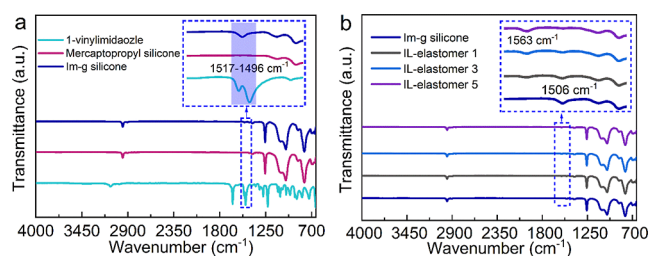 a
1-vinylimidaozle
Mercaptopropyl silicone
Im-g silicone
1517-1496 cm-1
Transmittance (a.u.)
4000 3450 2900 2350 1800 1250 700
Wavenumber (cm-1)
b
Im-g silicone
IL-elastomer 1
IL-elastomer 3
IL-elastomer 5
1563 cm-1
1506 cm-1
Transmittance (a.u.)
4000 3450 2900 2350 1800 1250 700
Wavenumber (cm-1)